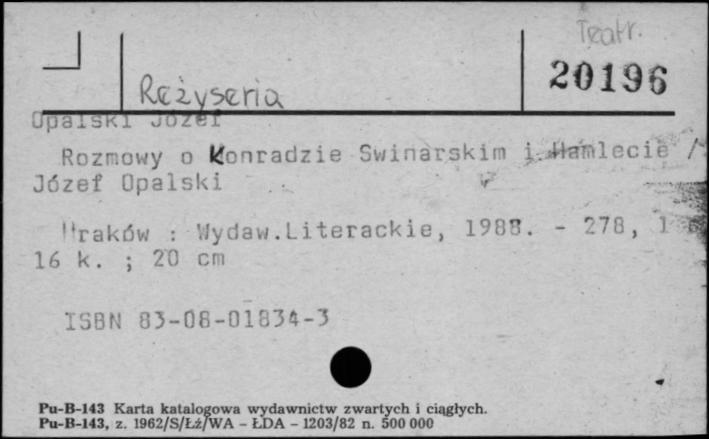 Teatr.
20196
Reżyseria
Opalski Józef
Rozmowy o Konradzie Swinarskim i Hamlecie /
Józef Opalski
Kraków : Wydaw.Literackie, 1988. - 278, 1
16 k. ; 20 cm
ISBN 83-08-01834-3
Pu-B-143 Karta katalogowa wydawnictw zwartych i ciągłych.
Pu-B-143, z. 1962/S/Łź/WA - ŁDA - 1203/82 n. 500 000